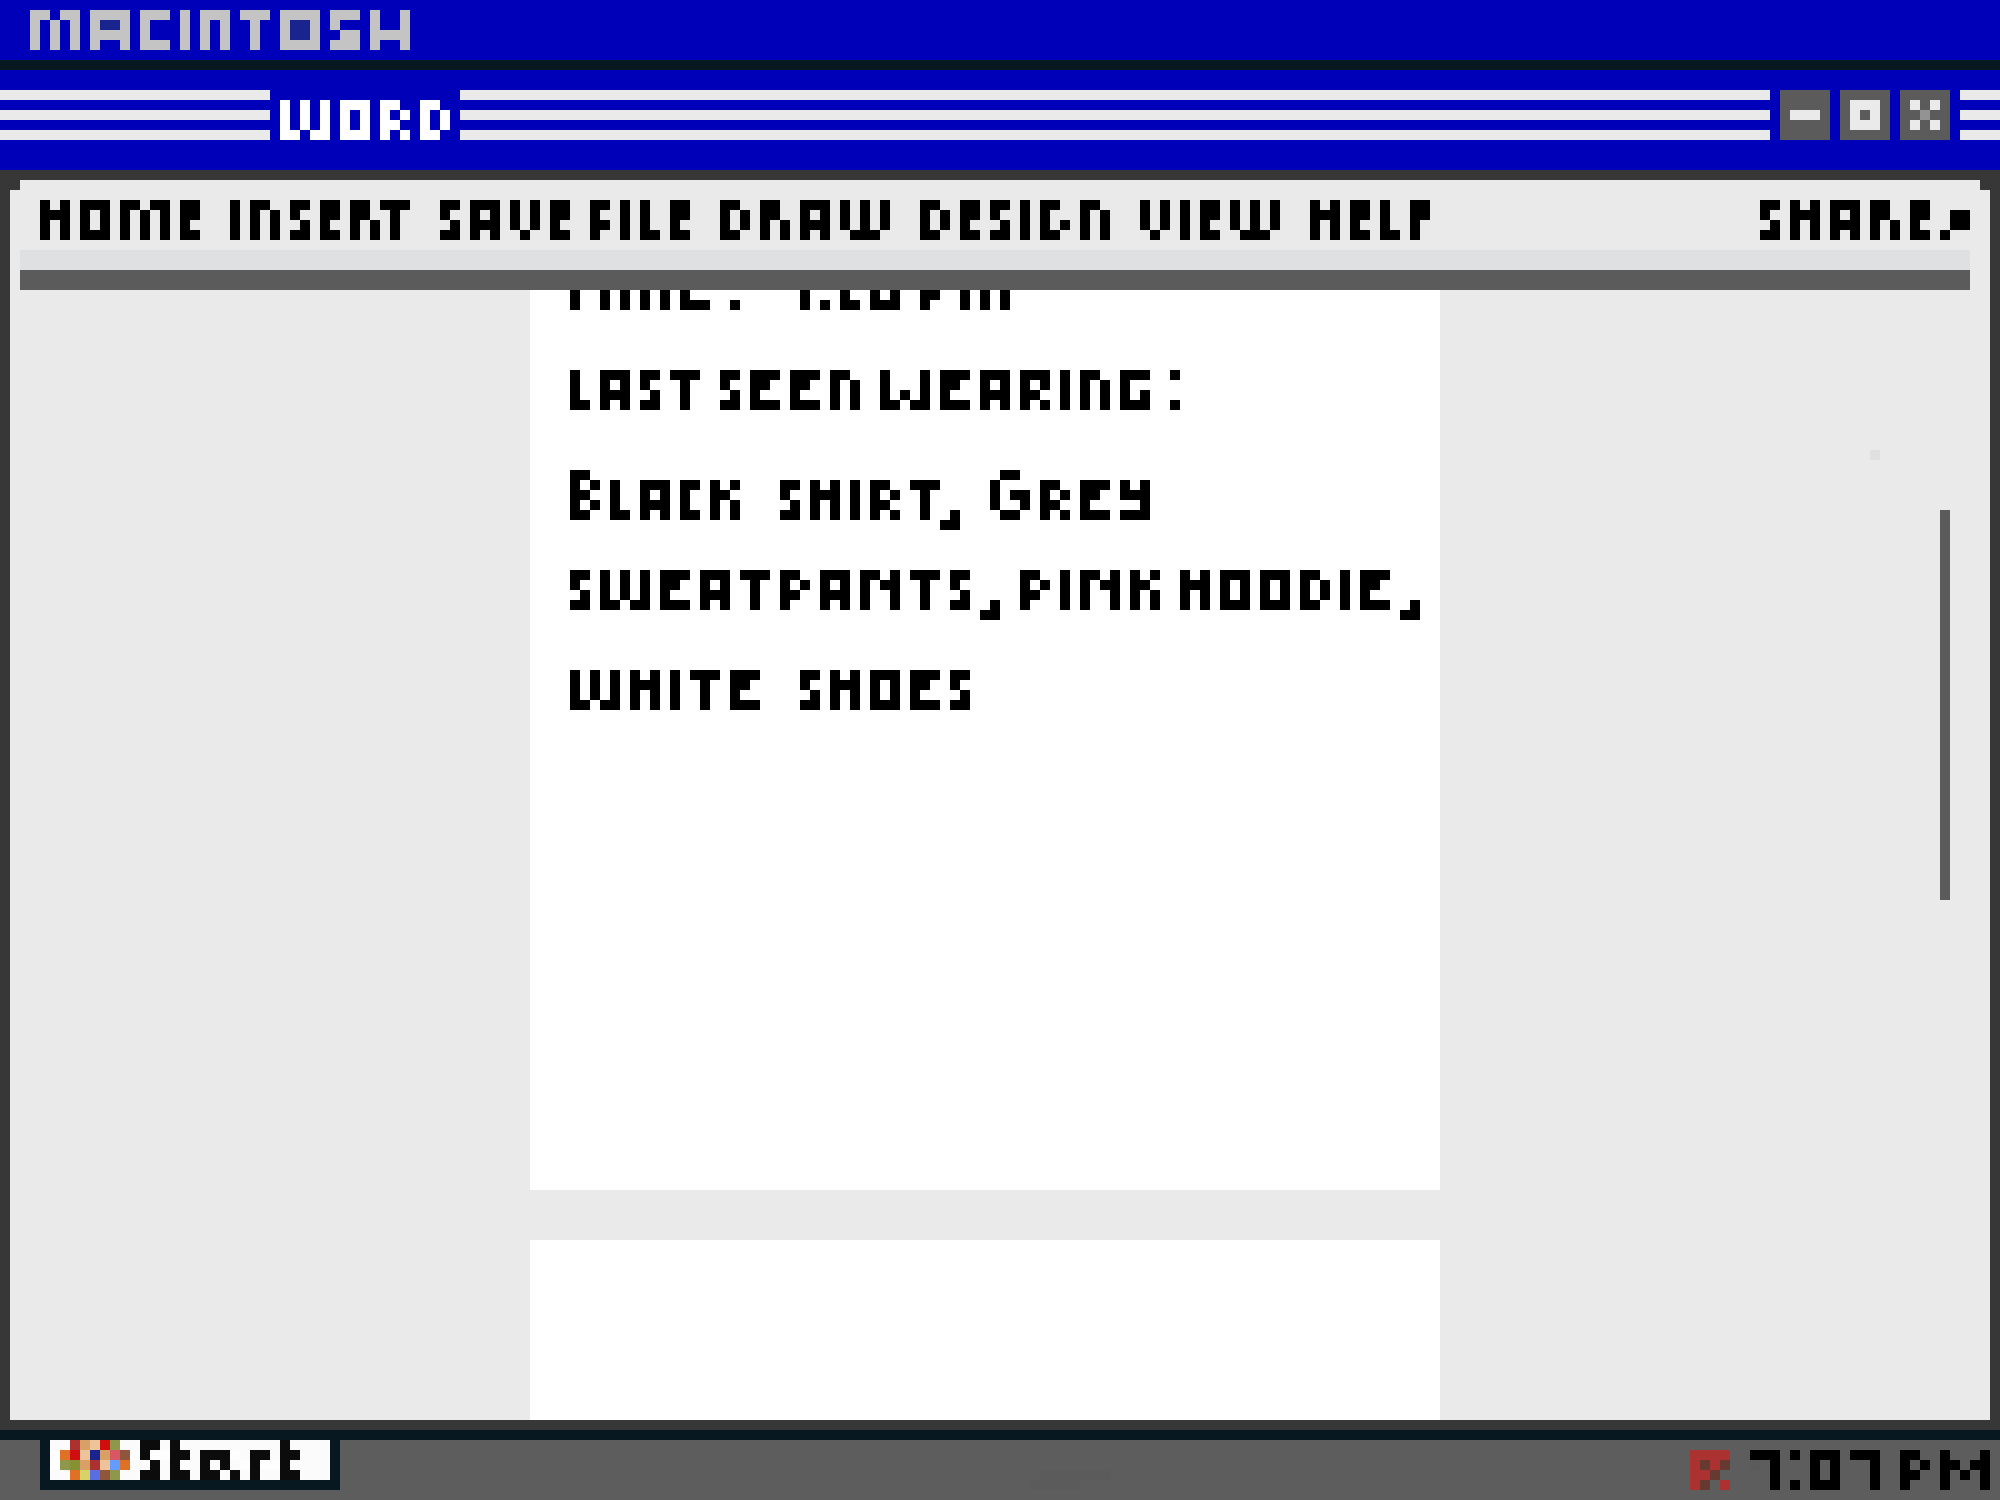 MACINTOSH
WORD
HOME INSERT SAVE FILE DRAW DESIGN VIEW HELP SHARE
LAST SEEN WEARING:
BLACK SHIRT, GREY
SWEATPANTS, PINK HOODIE,
WHITE SHOES
Start
7:07 PM